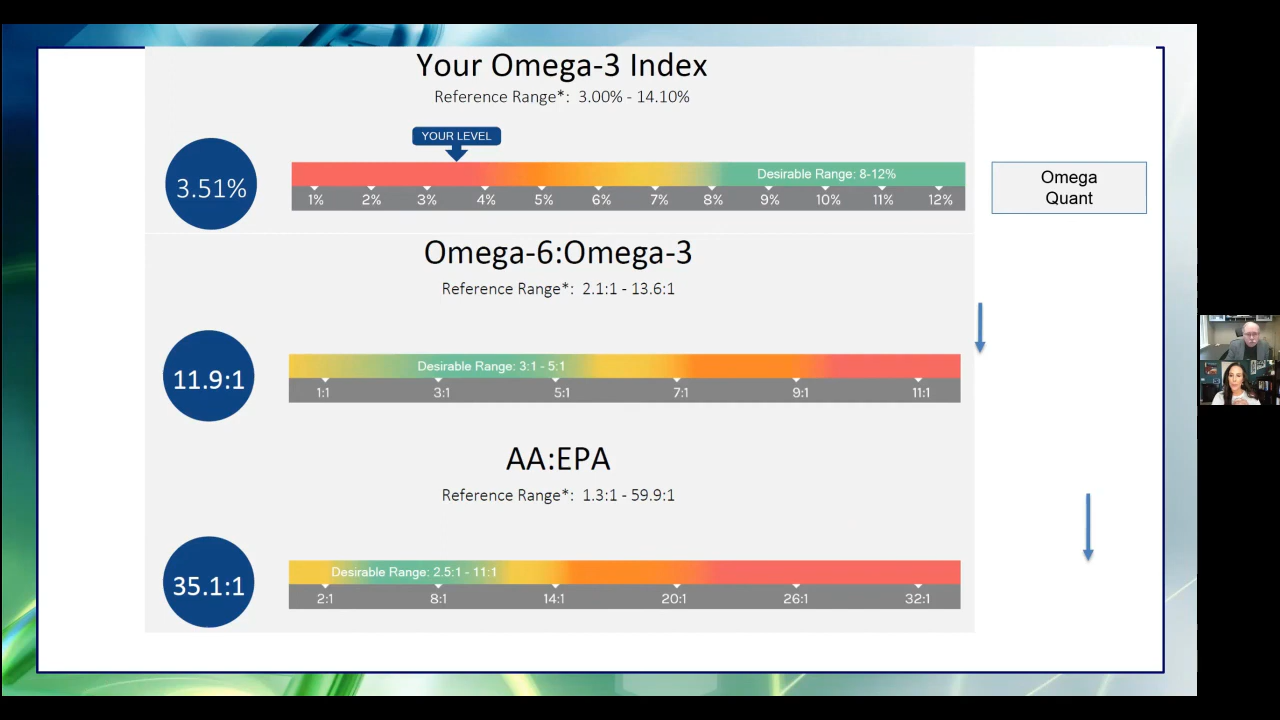 Your Omega-3 Index
Reference Range*: 3.00% - 14.10%
YOUR LEVEL
3.51%
Desirable Range: 8-12%
1% 2% 3% 4% 5% 6% 7% 8% 9% 10% 11% 12%
Omega
Quant
Omega-6:Omega-3
Reference Range*: 2.1:1 - 13.6:1
11.9:1
Desirable Range: 3:1 - 5:1
1:1 3:1 5:1 7:1 9:1 11:1
AA:EPA
Reference Range*: 1.3:1 - 59.9:1
35.1:1
Desirable Range: 2.5:1 - 11:1
2:1 8:1 14:1 20:1 26:1 32:1